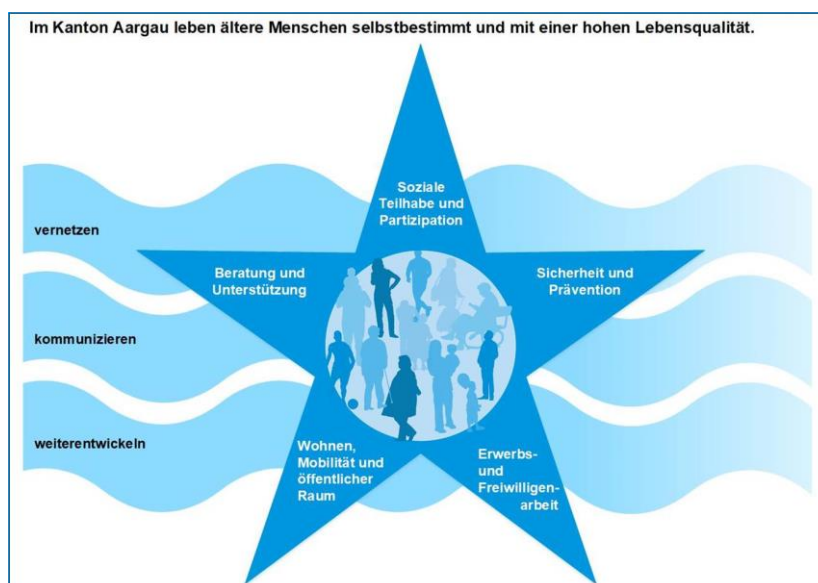 Im Kanton Aargau leben ältere Menschen selbstbestimmt und mit einer hohen Lebensqualität.
Soziale
Teilhabe und
Partizipation
vernetzen
Beratung und
Unterstützung
Sicherheit und
Prävention
kommunizieren
weiterentwickeln
Wohnen,
Mobilität und
öffentlicher
Raum
Erwerbs-
und
Freiwilligen-
arbeit